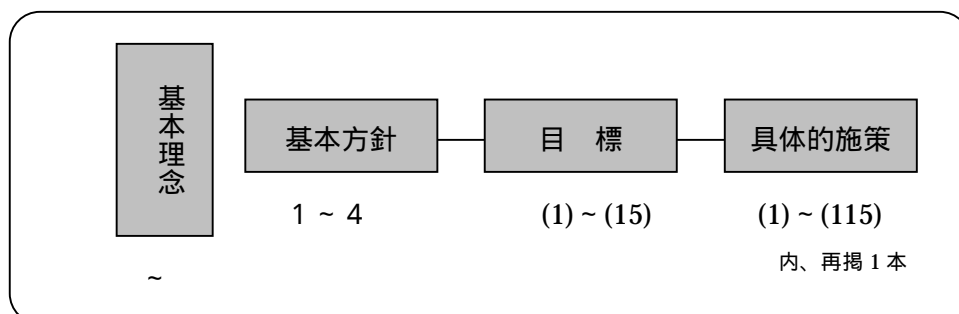 基本理念
基本方針
目 標
具体的施策
1 ~ 4
(1) ~ (15)
(1) ~ (115)
内、再掲 1 本
~